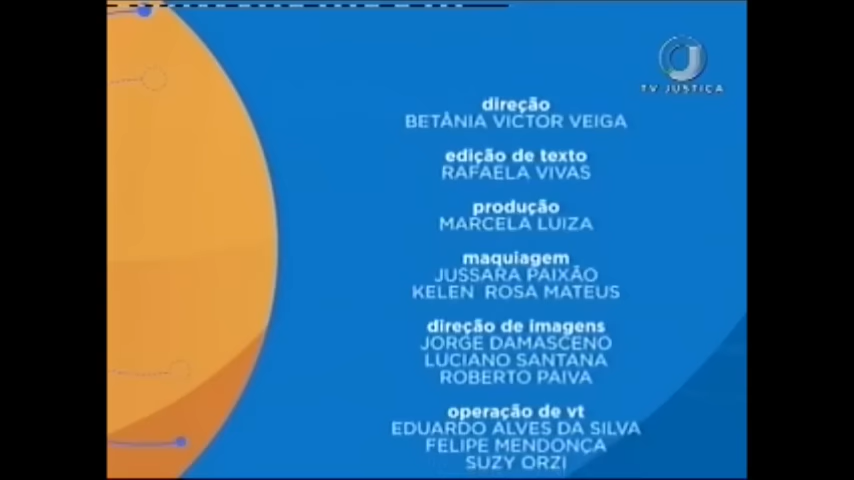 TV JUSTIÇA
direção
BETÂNIA VICTOR VEIGA
edição de texto
RAFAELA VIVAS
produção
MARCELA LUIZA
maquiagem
JUSSARA PAIXÃO
KELEN ROSA MATEUS
direção de imagens
JORGE DAMASCENO
LUCIANO SANTANA
ROBERTO PAIVA
operação de vt
EDUARDO ALVES DA SILVA
FELIPE MENDONÇA
SUZY ORZI